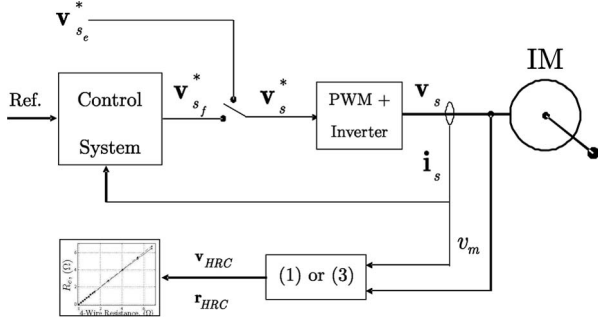 v*se
IM
Ref.
Control
System
v*sf
v*s
PWM +
Inverter
vs
is
vHRC
rHRC
(1) or (3)
vm
Rc, (Ω)
4-Wire Resistance, (Ω)